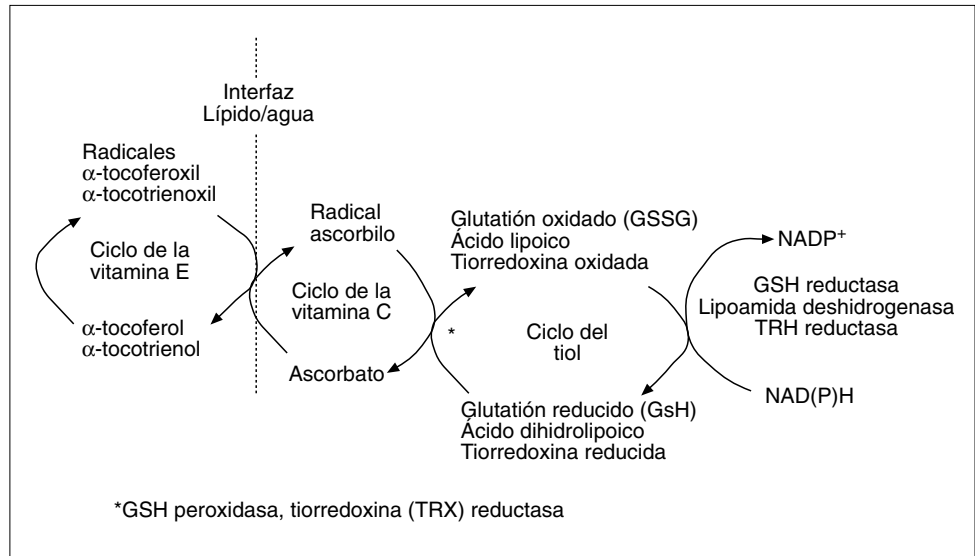 Interfaz
Lípido/agua
Radicales
α-tocoferoxil
α-tocotrienoxil
Ciclo de la
vitamina E
α-tocoferol
α-tocotrienol
Radical
ascorbilo
Ciclo de la
vitamina C
Ascorbato
*
Glutatión oxidado (GSSG)
Ácido lipoico
Tiorredoxina oxidada
Ciclo del
tiol
Glutatión reducido (GsH)
Ácido dihidrolipoico
Tiorredoxina reducida
NADP⁺
GSH reductasa
Lipoamida deshidrogenasa
TRH reductasa
NAD(P)H
*GSH peroxidasa, tiorredoxina (TRX) reductasa